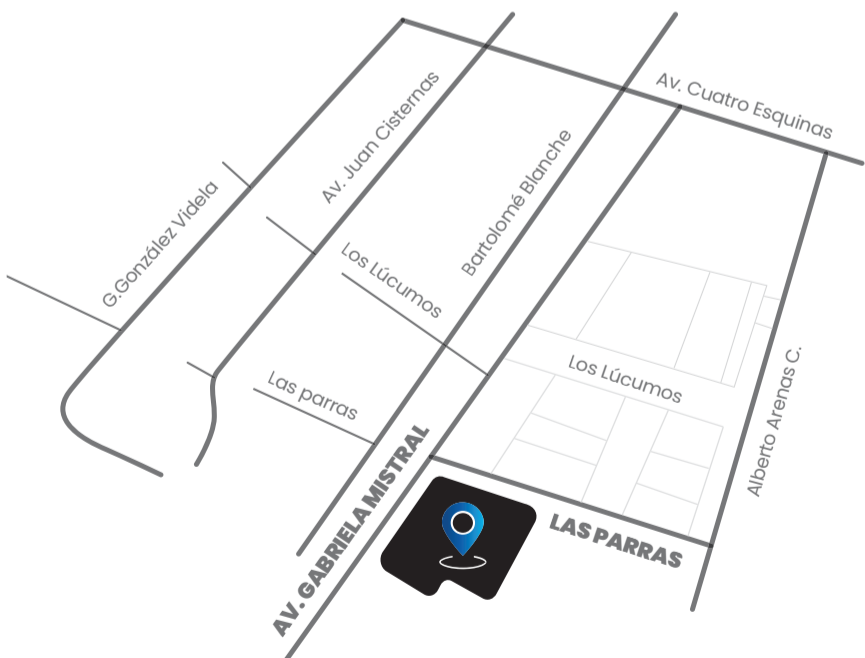 Av. Cuatro Esquinas
Av. Juan Cisternas
Bartolomé Blanche
G.González Videla
Los Lúcumos
Los Lúcumos
Las parras
Alberto Arenas C.
AV. GABRIELA MISTRAL
LAS PARRAS